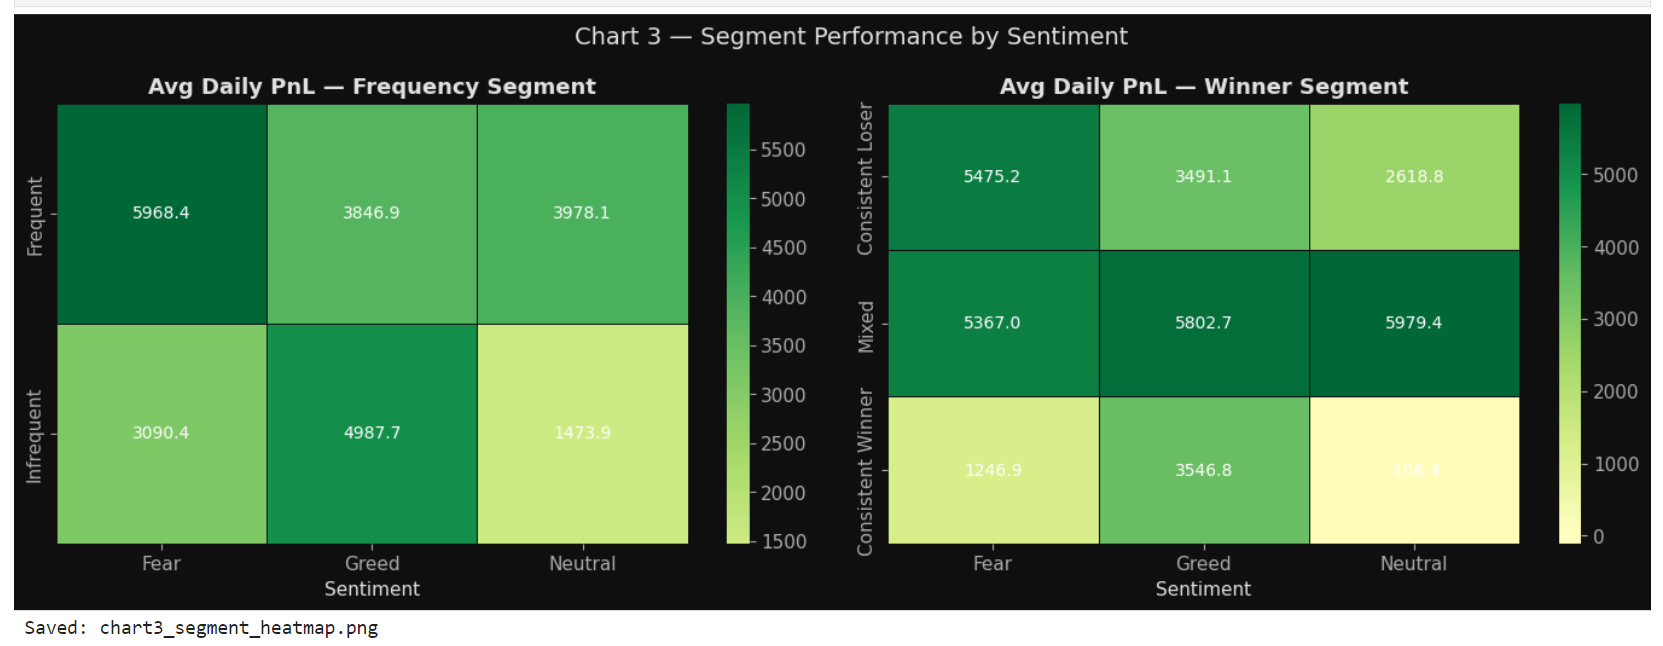 Chart 3 — Segment Performance by Sentiment
Avg Daily PnL — Frequency Segment
Frequent
Infrequent
5968.4 3846.9 3978.1
3090.4 4987.7 1473.9
Fear Greed Neutral
Sentiment
5500
5000
4500
4000
3500
3000
2500
2000
1500
Avg Daily PnL — Winner Segment
Consistent Loser
Mixed
Consistent Winner
5475.2 3491.1 2618.8
5367.0 5802.7 5979.4
1246.9 3546.8 -106.4
Fear Greed Neutral
Sentiment
5000
4000
3000
2000
1000
0
Saved: chart3_segment_heatmap.png